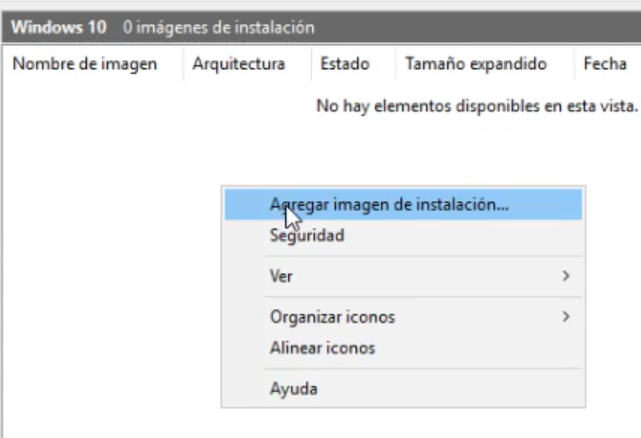 Windows 10 0 imágenes de instalación
Nombre de imagen Arquitectura Estado Tamaño expandido Fecha
No hay elementos disponibles en esta vista.
Agregar imagen de instalación...
Seguridad
Ver
Organizar iconos
Alinear iconos
Ayuda